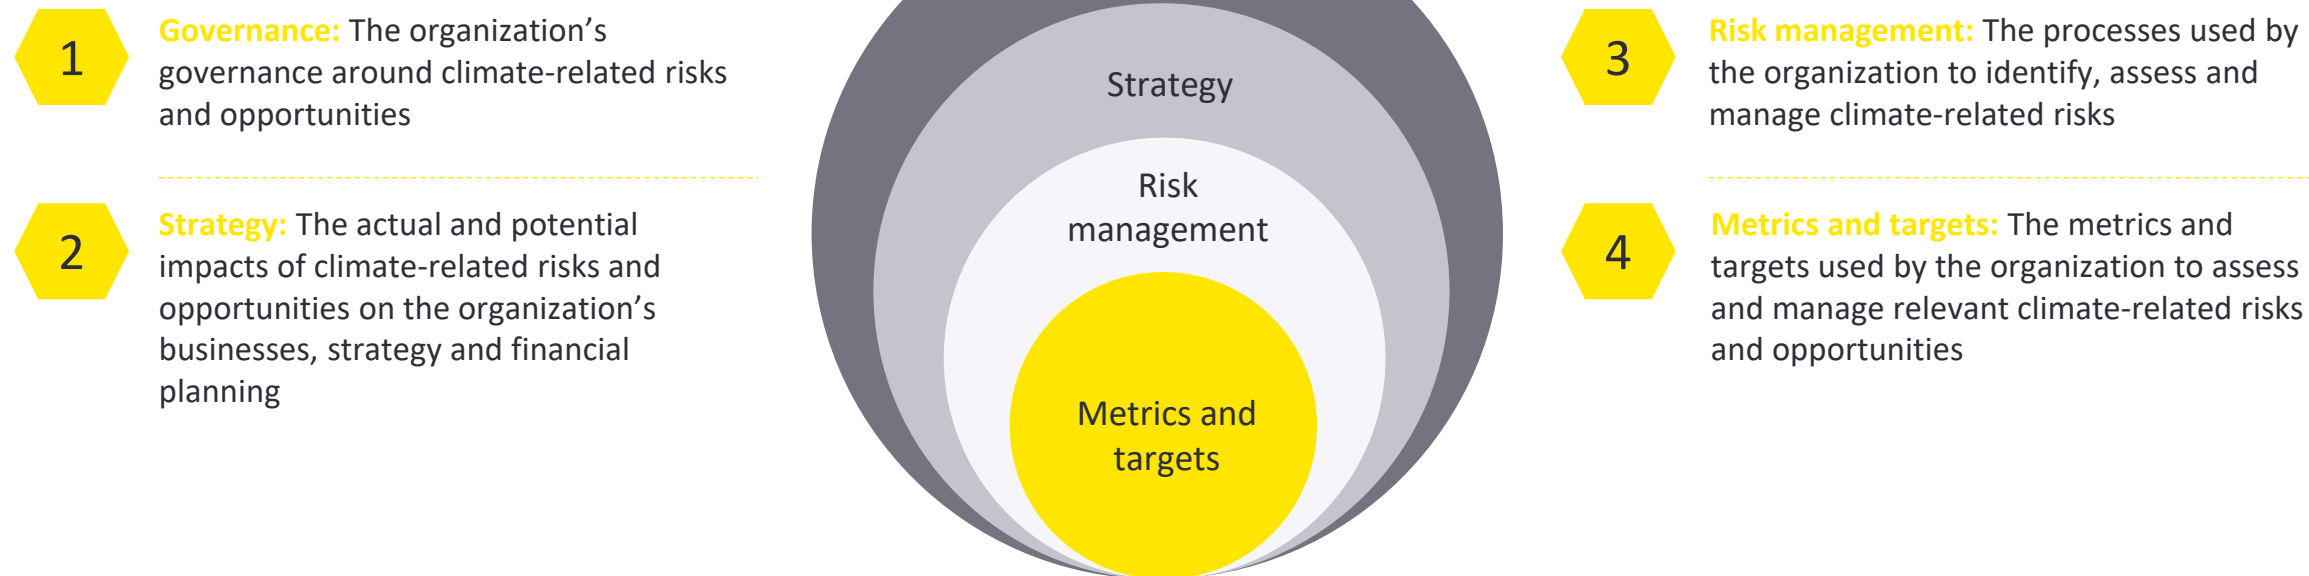 1
Governance: The organization’s
governance around climate-related risks
and opportunities
2
Strategy: The actual and potential
impacts of climate-related risks and
opportunities on the organization’s
businesses, strategy and financial
planning
Strategy
Risk
management
Metrics and
targets
3
Risk management: The processes used by
the organization to identify, assess and
manage climate-related risks
4
Metrics and targets: The metrics and
targets used by the organization to assess
and manage relevant climate-related risks
and opportunities